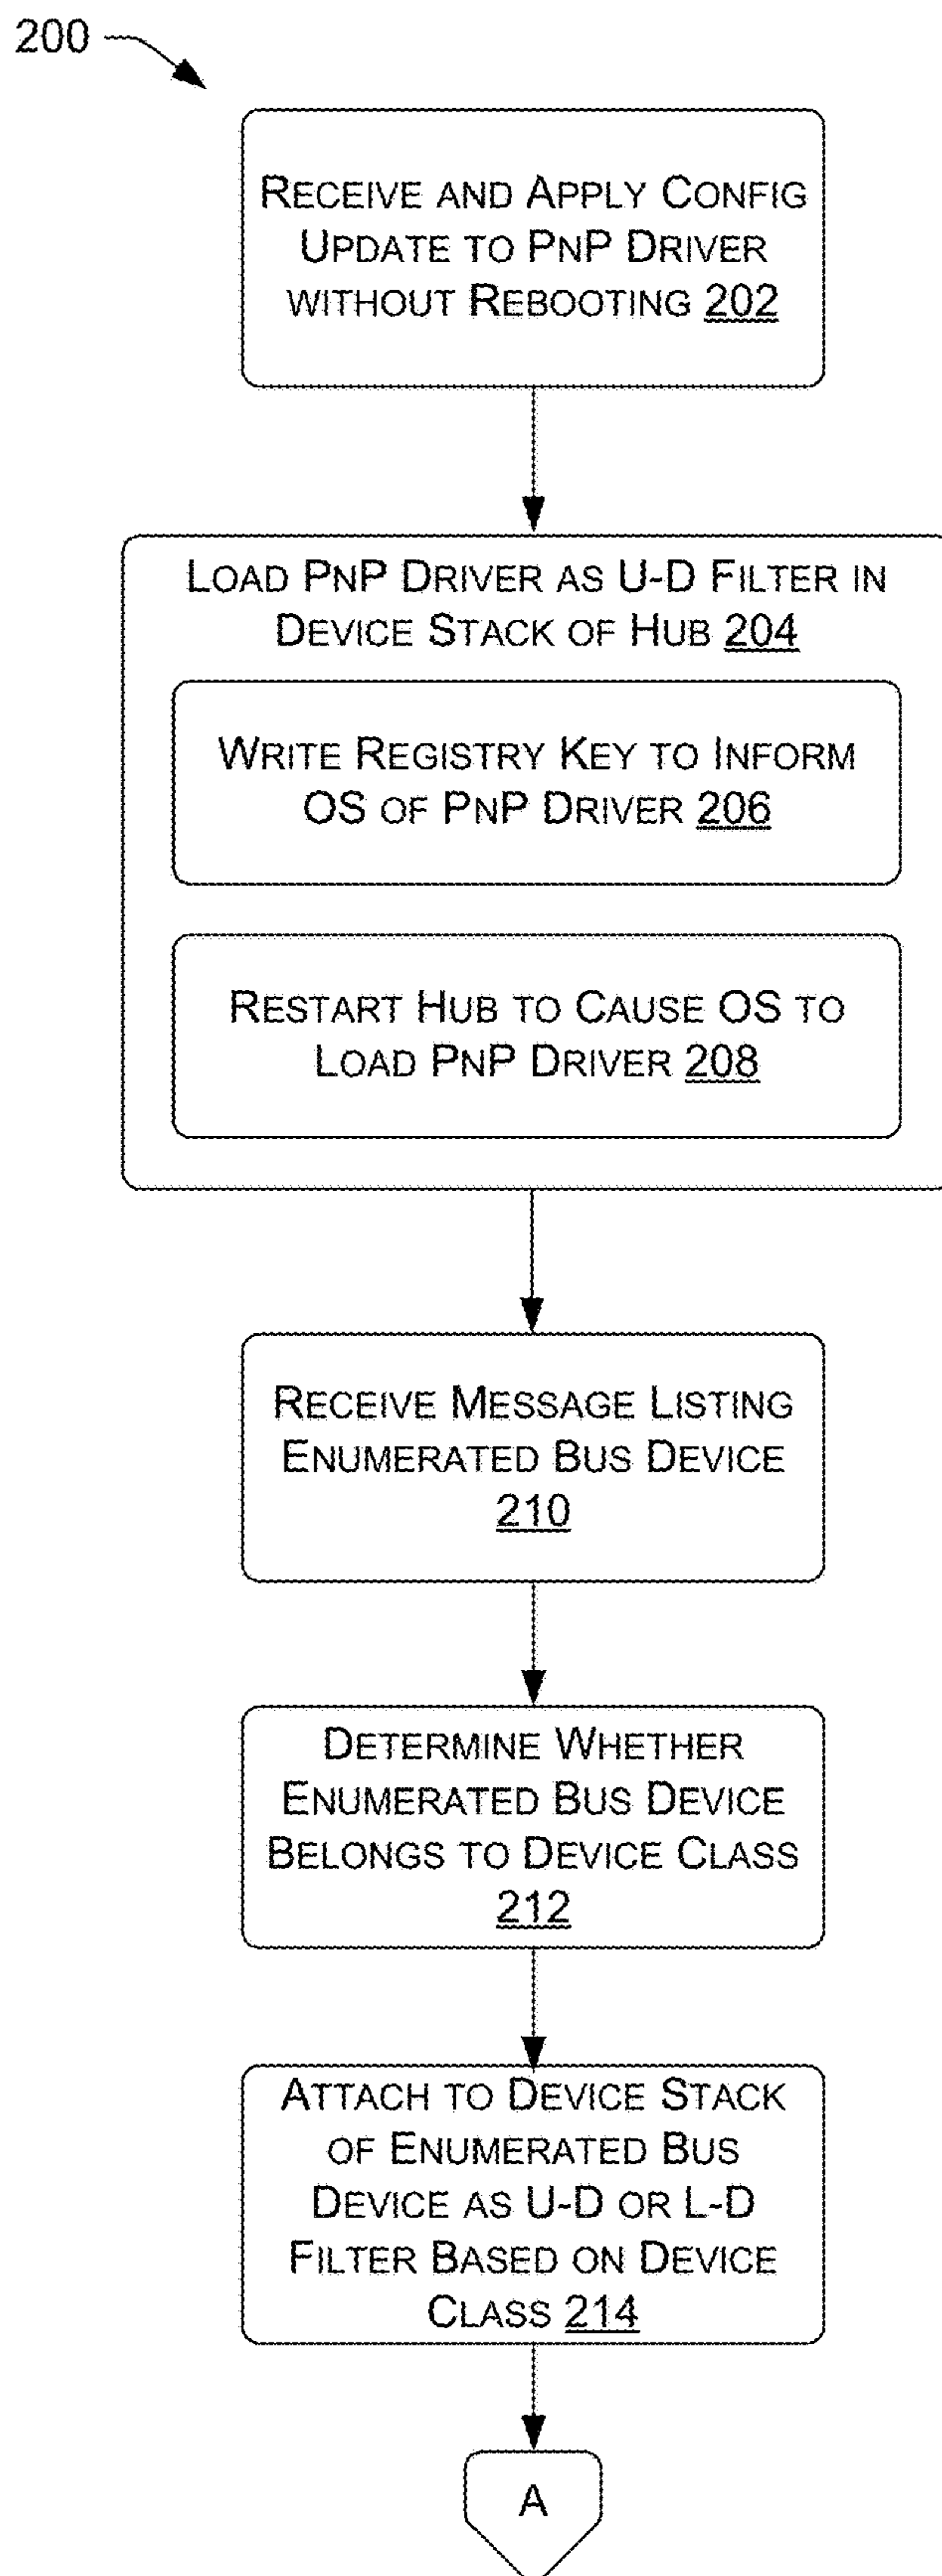 200
RECEIVE AND APPLY CONFIG
UPDATE TO PNP DRIVER
WITHOUT REBOOTING 202
LOAD PNP DRIVER AS U-D FILTER IN
DEVICE STACK OF HUB 204
WRITE REGISTRY KEY TO INFORM
OS OF PNP DRIVER 206
RESTART HUB TO CAUSE OS TO
LOAD PNP DRIVER 208
RECEIVE MESSAGE LISTING
ENUMERATED BUS DEVICE
210
DETERMINE WHETHER
ENUMERATED BUS DEVICE
BELONGS TO DEVICE CLASS
212
ATTACH TO DEVICE STACK
OF ENUMERATED BUS
DEVICE AS U-D OR L-D
FILTER BASED ON DEVICE
CLASS 214
A